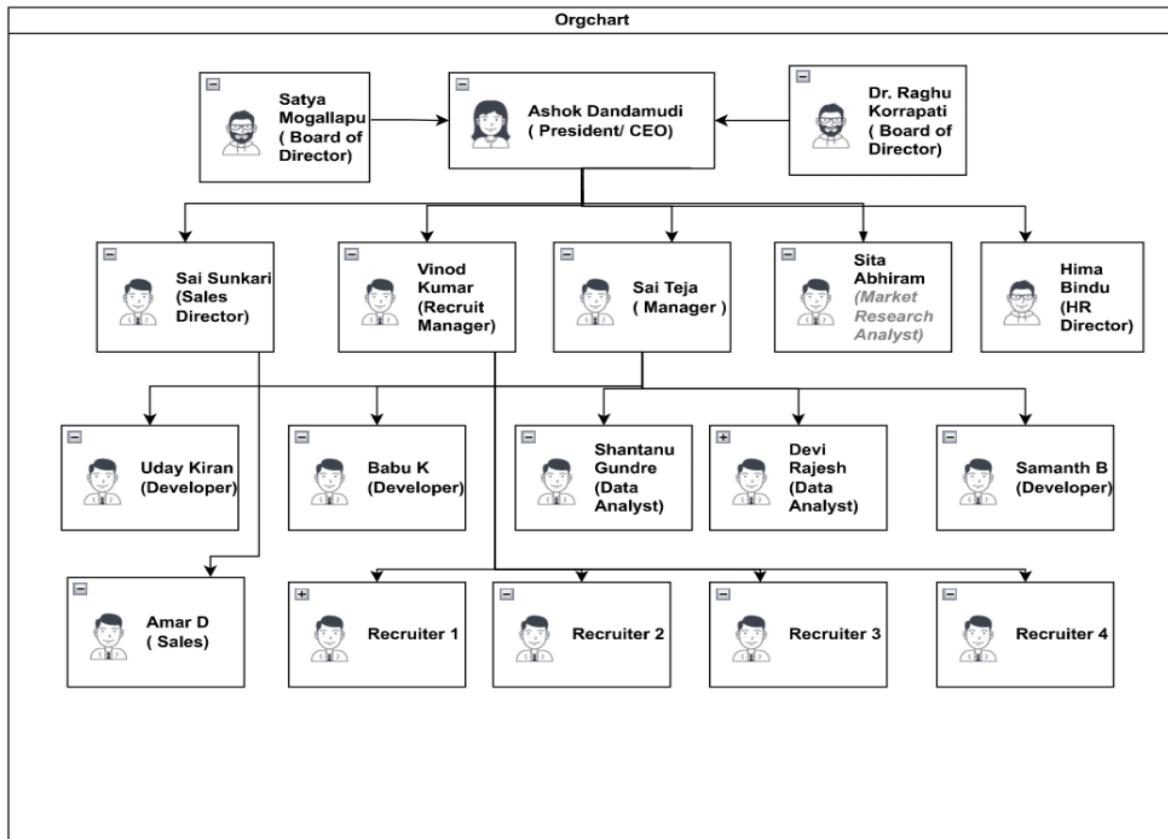 Orgchart
Satya
Mogallapu
( Board of
Director)
Ashok Dandamudi
( President/ CEO)
Dr. Raghu
Korrapati
( Board of
Director)
Sai Sunkari
(Sales
Director)
Vinod
Kumar
(Recruit
Manager)
Sai Teja
( Manager )
Sita
Abhiram
(Market
Research
Analyst)
Hima
Bindu
(HR
Director)
Uday Kiran
(Developer)
Babu K
(Developer)
Shantanu
Gundre
(Data
Analyst)
Devi
Rajesh
(Data
Analyst)
Samanth B
(Developer)
Amar D
( Sales)
Recruiter 1
Recruiter 2
Recruiter 3
Recruiter 4